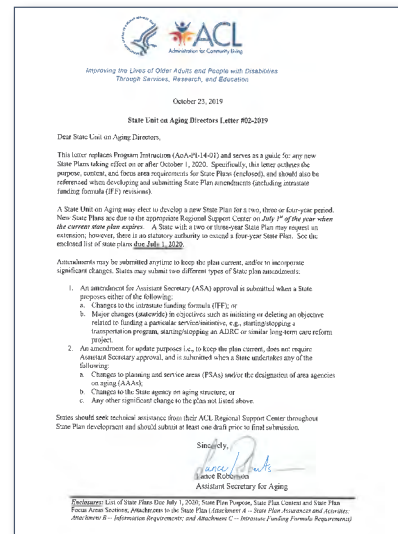 ACL
Administration for Community Living
Improving the Lives of Older Adults and People with Disabilities
Through Services, Research, and Education
October 23, 2019
State Unit on Aging Directors Letter #02-2019
Dear State Unit on Aging Directors,
This letter replaces Program Instruction (AoA-PI-14-01) and serves as a guide for any new
State Plans taking effect on or after October 1, 2020. Specifically, this letter outlines the
purpose, content, and focus area requirements for State Plans (enclosed), and should also be
referenced when developing and submitting State Plan amendments (including intrastate
funding formula (IFF) revisions).
A State Unit on Aging may elect to develop a new State Plan for a two, three or four-year period.
New State Plans are due to the appropriate Regional Support Center on July 1st of the year when
the current state plan expires. A State with a two or three-year State Plan may request an
extension; however, there is no statutory authority to extend a four-year State Plan. See the
enclosed list of state plans due July 1, 2020.
Amendments may be submitted anytime to keep the plan current, and/or to incorporate
significant changes. States may submit two different types of State plan amendments:
1. An amendment for Assistant Secretary (ASA) approval is submitted when a State
proposes either of the following:
a. Changes to the intrastate funding formula (IFF); or
b. Major changes (statewide) in objectives such as initiating or deleting an objective
related to funding a particular service/initiative, e.g., starting/stopping a
transportation program, starting/stopping an ADRC or similar long-term care reform
project.
2. An amendment for update purposes i.e., to keep the plan current, does not require
Assistant Secretary approval, and is submitted when a State undertakes any of the
following:
a. Changes to planning and service areas (PSAs) and/or the designation of area agencies
on aging (AAAs);
b. Changes to the State agency on aging structure; or
c. Any other significant change to the plan not listed above.
States should seek technical assistance from their ACL Regional Support Center throughout
State Plan development and should submit at least one draft prior to final submission.
Sincerely,
Lance Roberts
Lance Robertson
Assistant Secretary for Aging
Enclosures: List of State Plans Due July 1, 2020; State Plan Purpose, State Plan Content and State Plan
Focus Areas Sections; Attachments to the State Plan (Attachment A -- State Plan Assurances and Activities;
Attachment B -- Information Requirements; and Attachment C -- Intrastate Funding Formula Requirements)